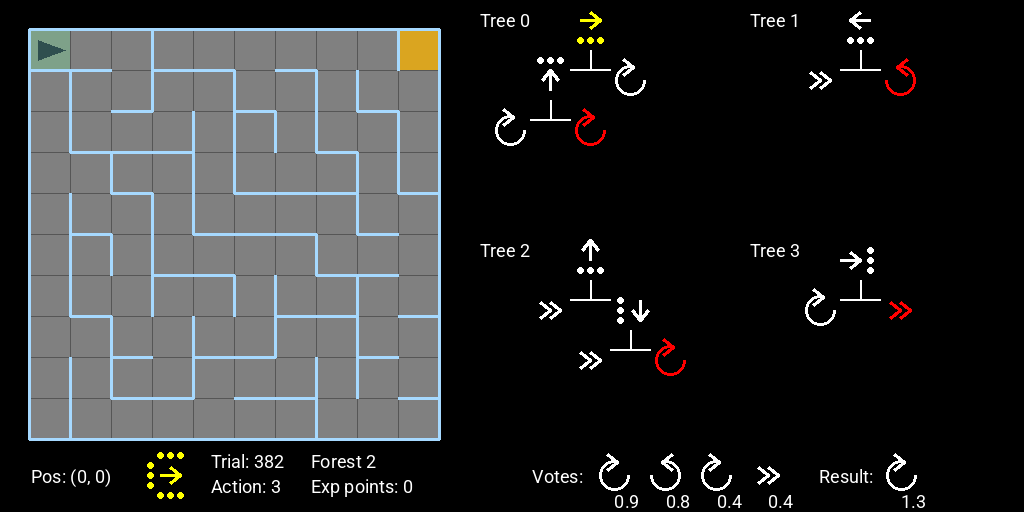 Tree 0
Tree 1
Tree 2
Tree 3
Pos: (0, 0)
Trial: 382
Forest 2
Action: 3
Exp points: 0
Votes:
0.9
0.8
0.4
0.4
Result:
1.3